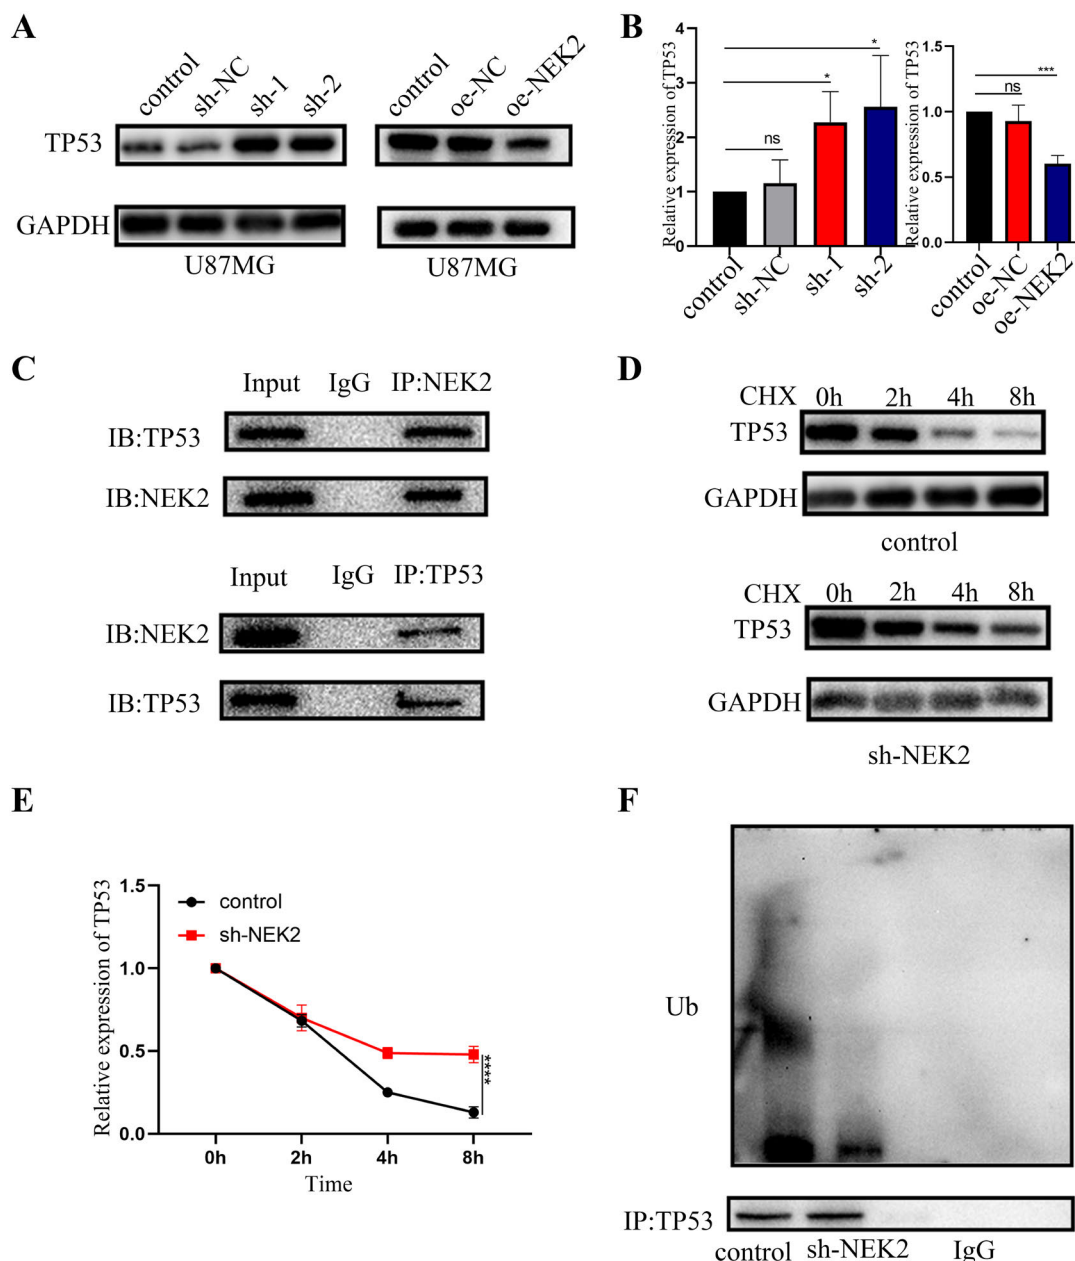 A
control sh-NC sh-1 sh-2
control oe-NC oe-NEK2
TP53
GAPDH
U87MG
U87MG
B
Relative expression of TP53
4
3
2
1
0
ns
*
*
control sh-NC sh-1 sh-2
Relative expression of TP53
1.5
1.0
0.5
0.0
***
ns
control oe-NC oe-NEK2
C
Input IgG IP:NEK2
IB:TP53
IB:NEK2
Input IgG IP:TP53
IB:NEK2
IB:TP53
D
CHX 0h 2h 4h 8h
TP53
GAPDH
control
CHX 0h 2h 4h 8h
TP53
GAPDH
sh-NEK2
E
Relative expression of TP53
1.5
1.0
0.5
0.0
control
sh-NEK2
****
0h 2h 4h 8h
Time
F
Ub
IP:TP53
control sh-NEK2 IgG